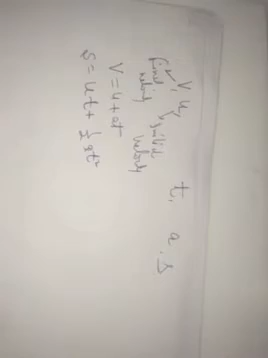 v, u, t, a, s
final velocity
initial velocity
v = u + at
s = ut + ½ at²